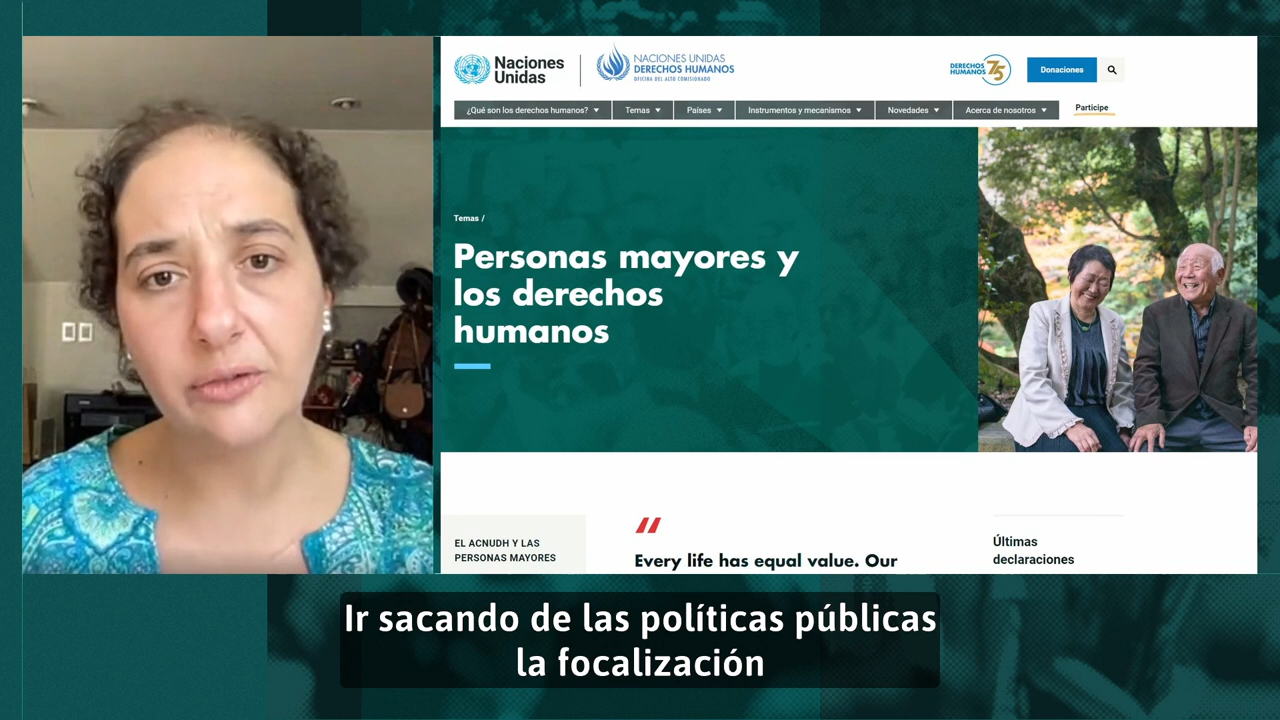 Naciones
Unidas
NACIONES UNIDAS
DERECHOS HUMANOS
OFICINA DEL ALTO COMISIONADO
DERECHOS
HUMANOS 75
Donaciones
¿Qué son los derechos humanos?
Temas
Países
Instrumentos y mecanismos
Novedades
Acerca de nosotros
Participe
Temas /
Personas mayores y
los derechos
humanos
EL ACNUDH Y LAS
PERSONAS MAYORES
Every life has equal value. Our
Últimas
declaraciones
Ir sacando de las políticas públicas
la focalización